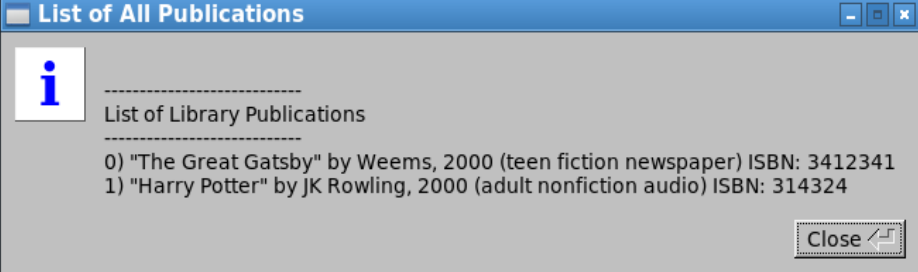 List of All Publications
i
----------------------------
List of Library Publications
----------------------------
0) "The Great Gatsby" by Weems, 2000 (teen fiction newspaper) ISBN: 3412341
1) "Harry Potter" by JK Rowling, 2000 (adult nonfiction audio) ISBN: 314324
Close